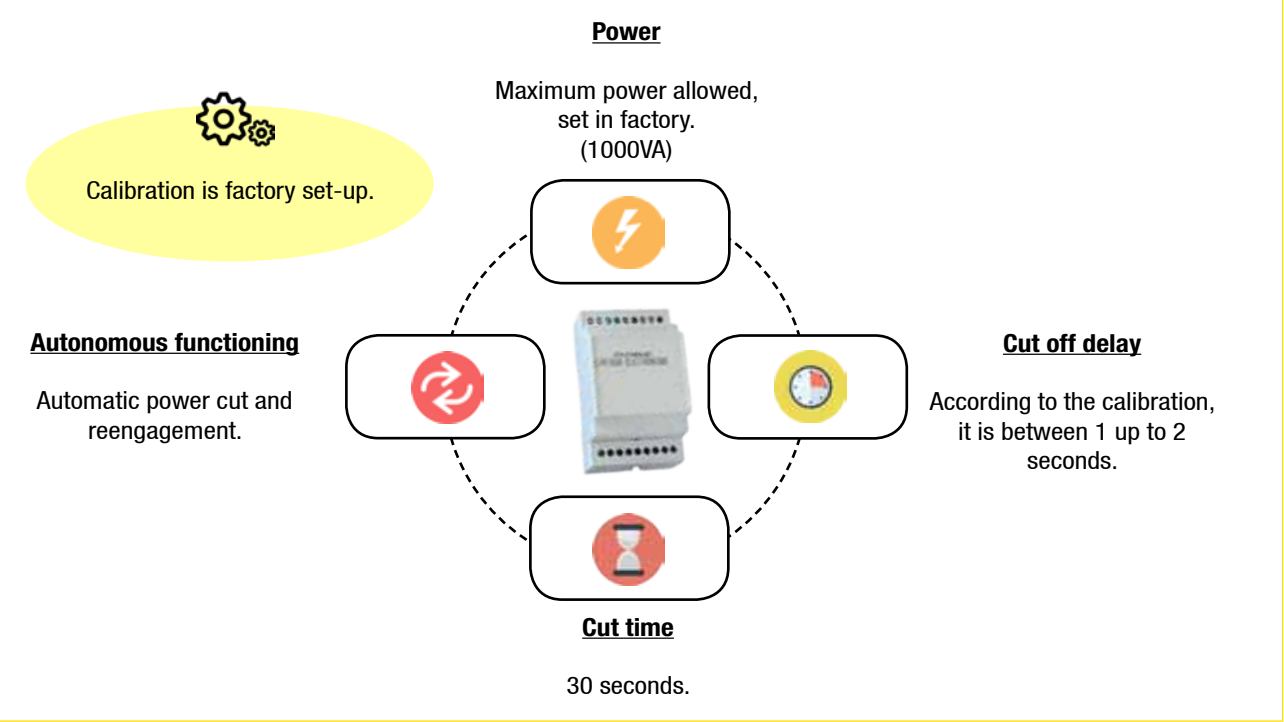 Power
Maximum power allowed,
set in factory.
(1000VA)
Calibration is factory set-up.
Autonomous functioning
Automatic power cut and
reengagement.
Cut off delay
According to the calibration,
it is between 1 up to 2
seconds.
Cut time
30 seconds.